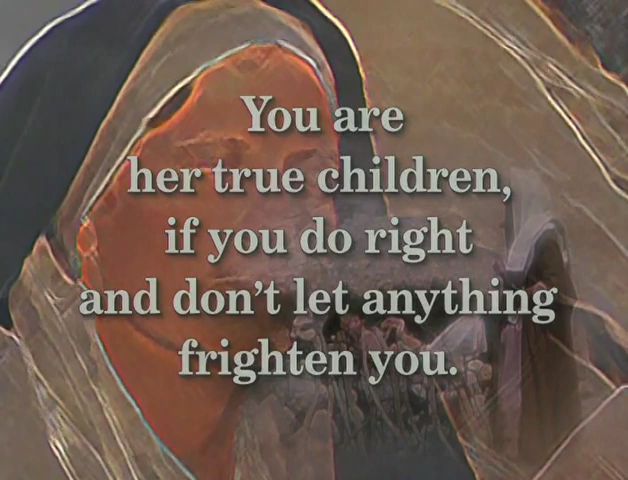 You are
her true children,
if you do right
and don’t let anything
frighten you.